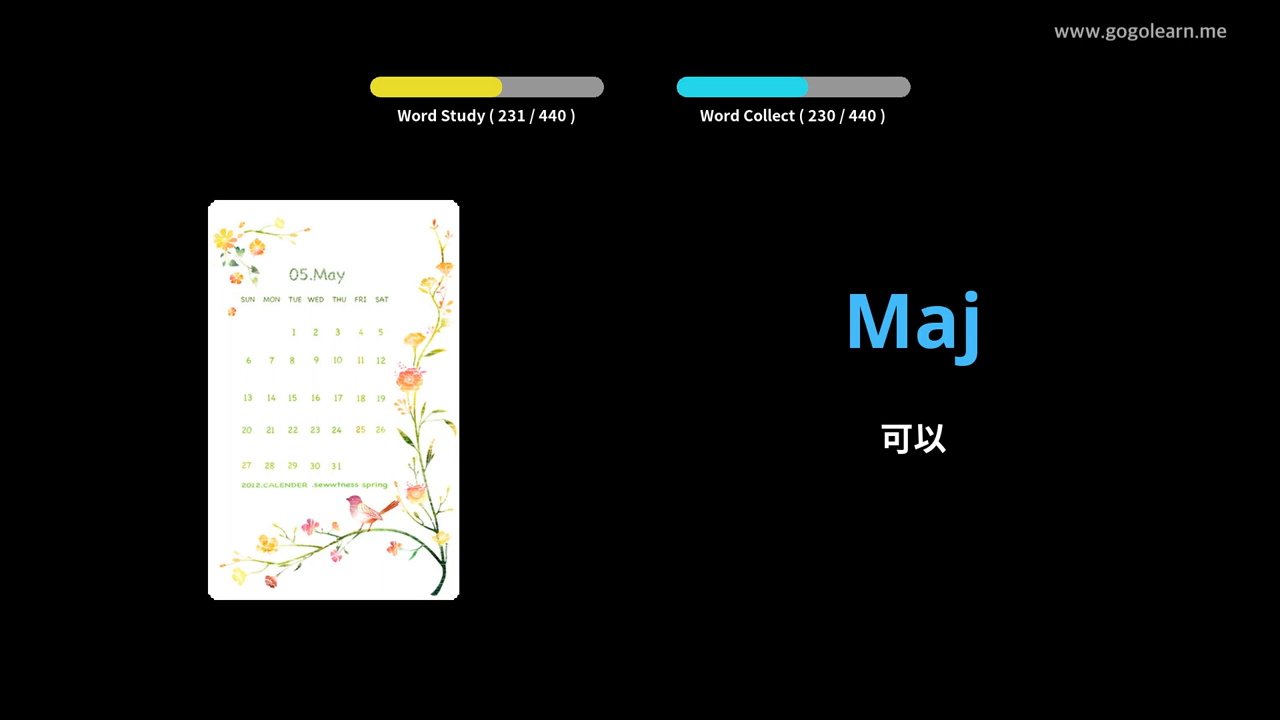 www.gogolearn.me
Word Study ( 231 / 440 )
Word Collect ( 230 / 440 )
05.May
SUN MON TUE WED THU FRI SAT
1 2 3 4 5
6 7 8 9 10 11 12
13 14 15 16 17 18 19
20 21 22 23 24 25 26
27 28 29 30 31
2012.CALENDER .sewwtness spring
Maj
可以